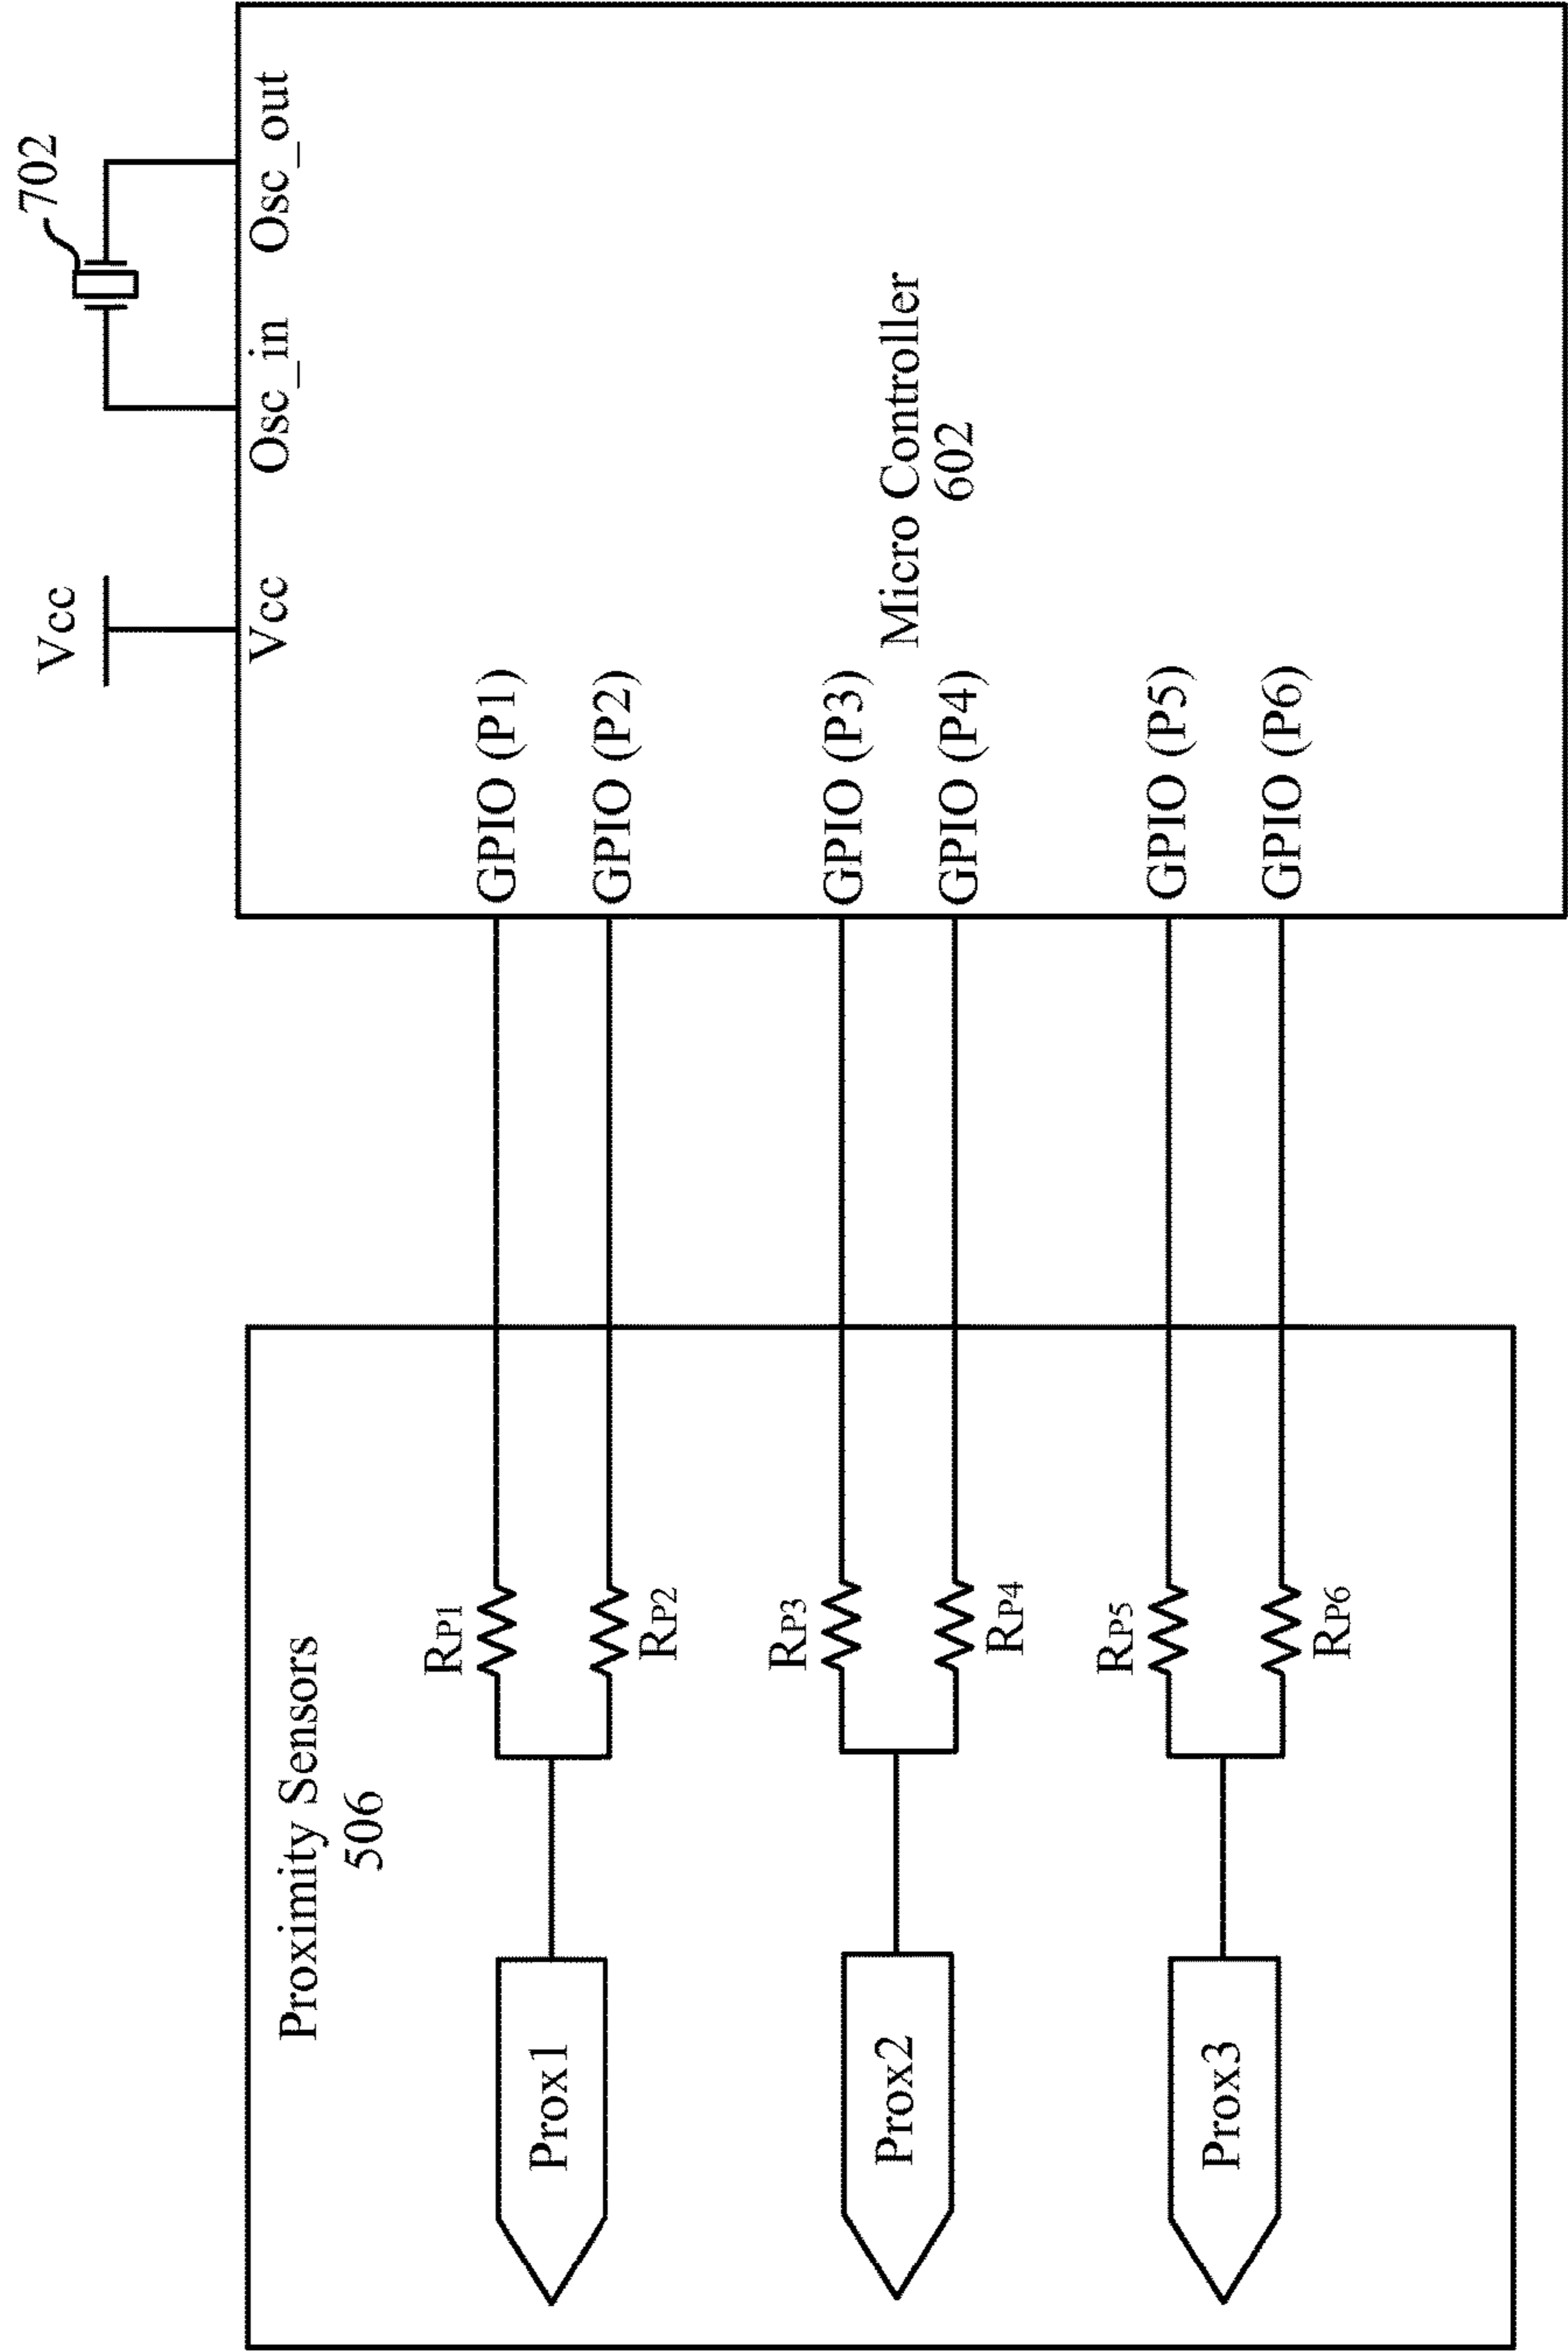 Proximity Sensors
506
Prox1
RP1
RP2
Prox2
RP3
RP4
Prox3
RP5
RP6
Vcc
702
Vcc
Osc_in
Osc_out
GPIO (P1)
GPIO (P2)
GPIO (P3)
GPIO (P4)
GPIO (P5)
GPIO (P6)
Micro Controller
602